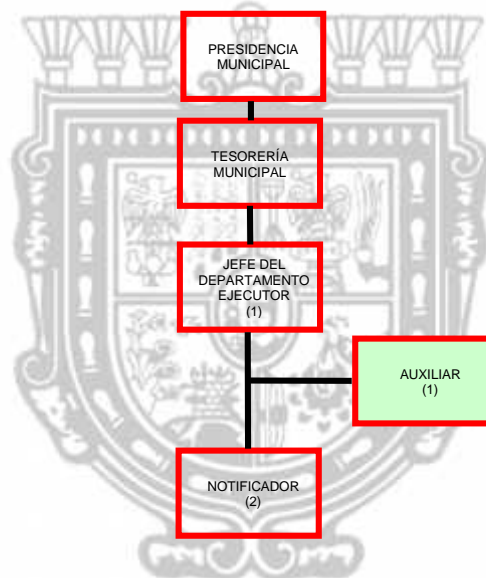 PRESIDENCIA
MUNICIPAL
TESORERÍA
MUNICIPAL
JEFE DEL
DEPARTAMENTO
EJECUTOR
(1)
AUXILIAR
(1)
NOTIFICADOR
(2)